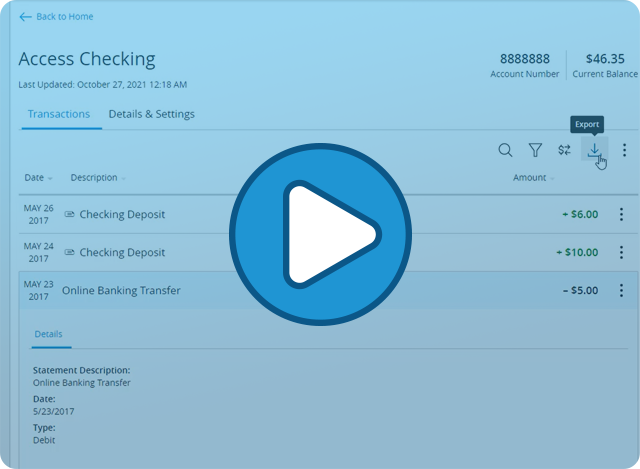 Back to Home
Access Checking
8888888 $46.35
Account Number Current Balance
Last Updated: October 27, 2021 12:18 AM
Transactions Details & Settings
Export
Date Description Amount
MAY 26
2017
Checking Deposit + $6.00
MAY 24
2017
Checking Deposit + $10.00
MAY 23
2017
Online Banking Transfer – $5.00
Details
Statement Description:
Online Banking Transfer
Date:
5/23/2017
Type:
Debit